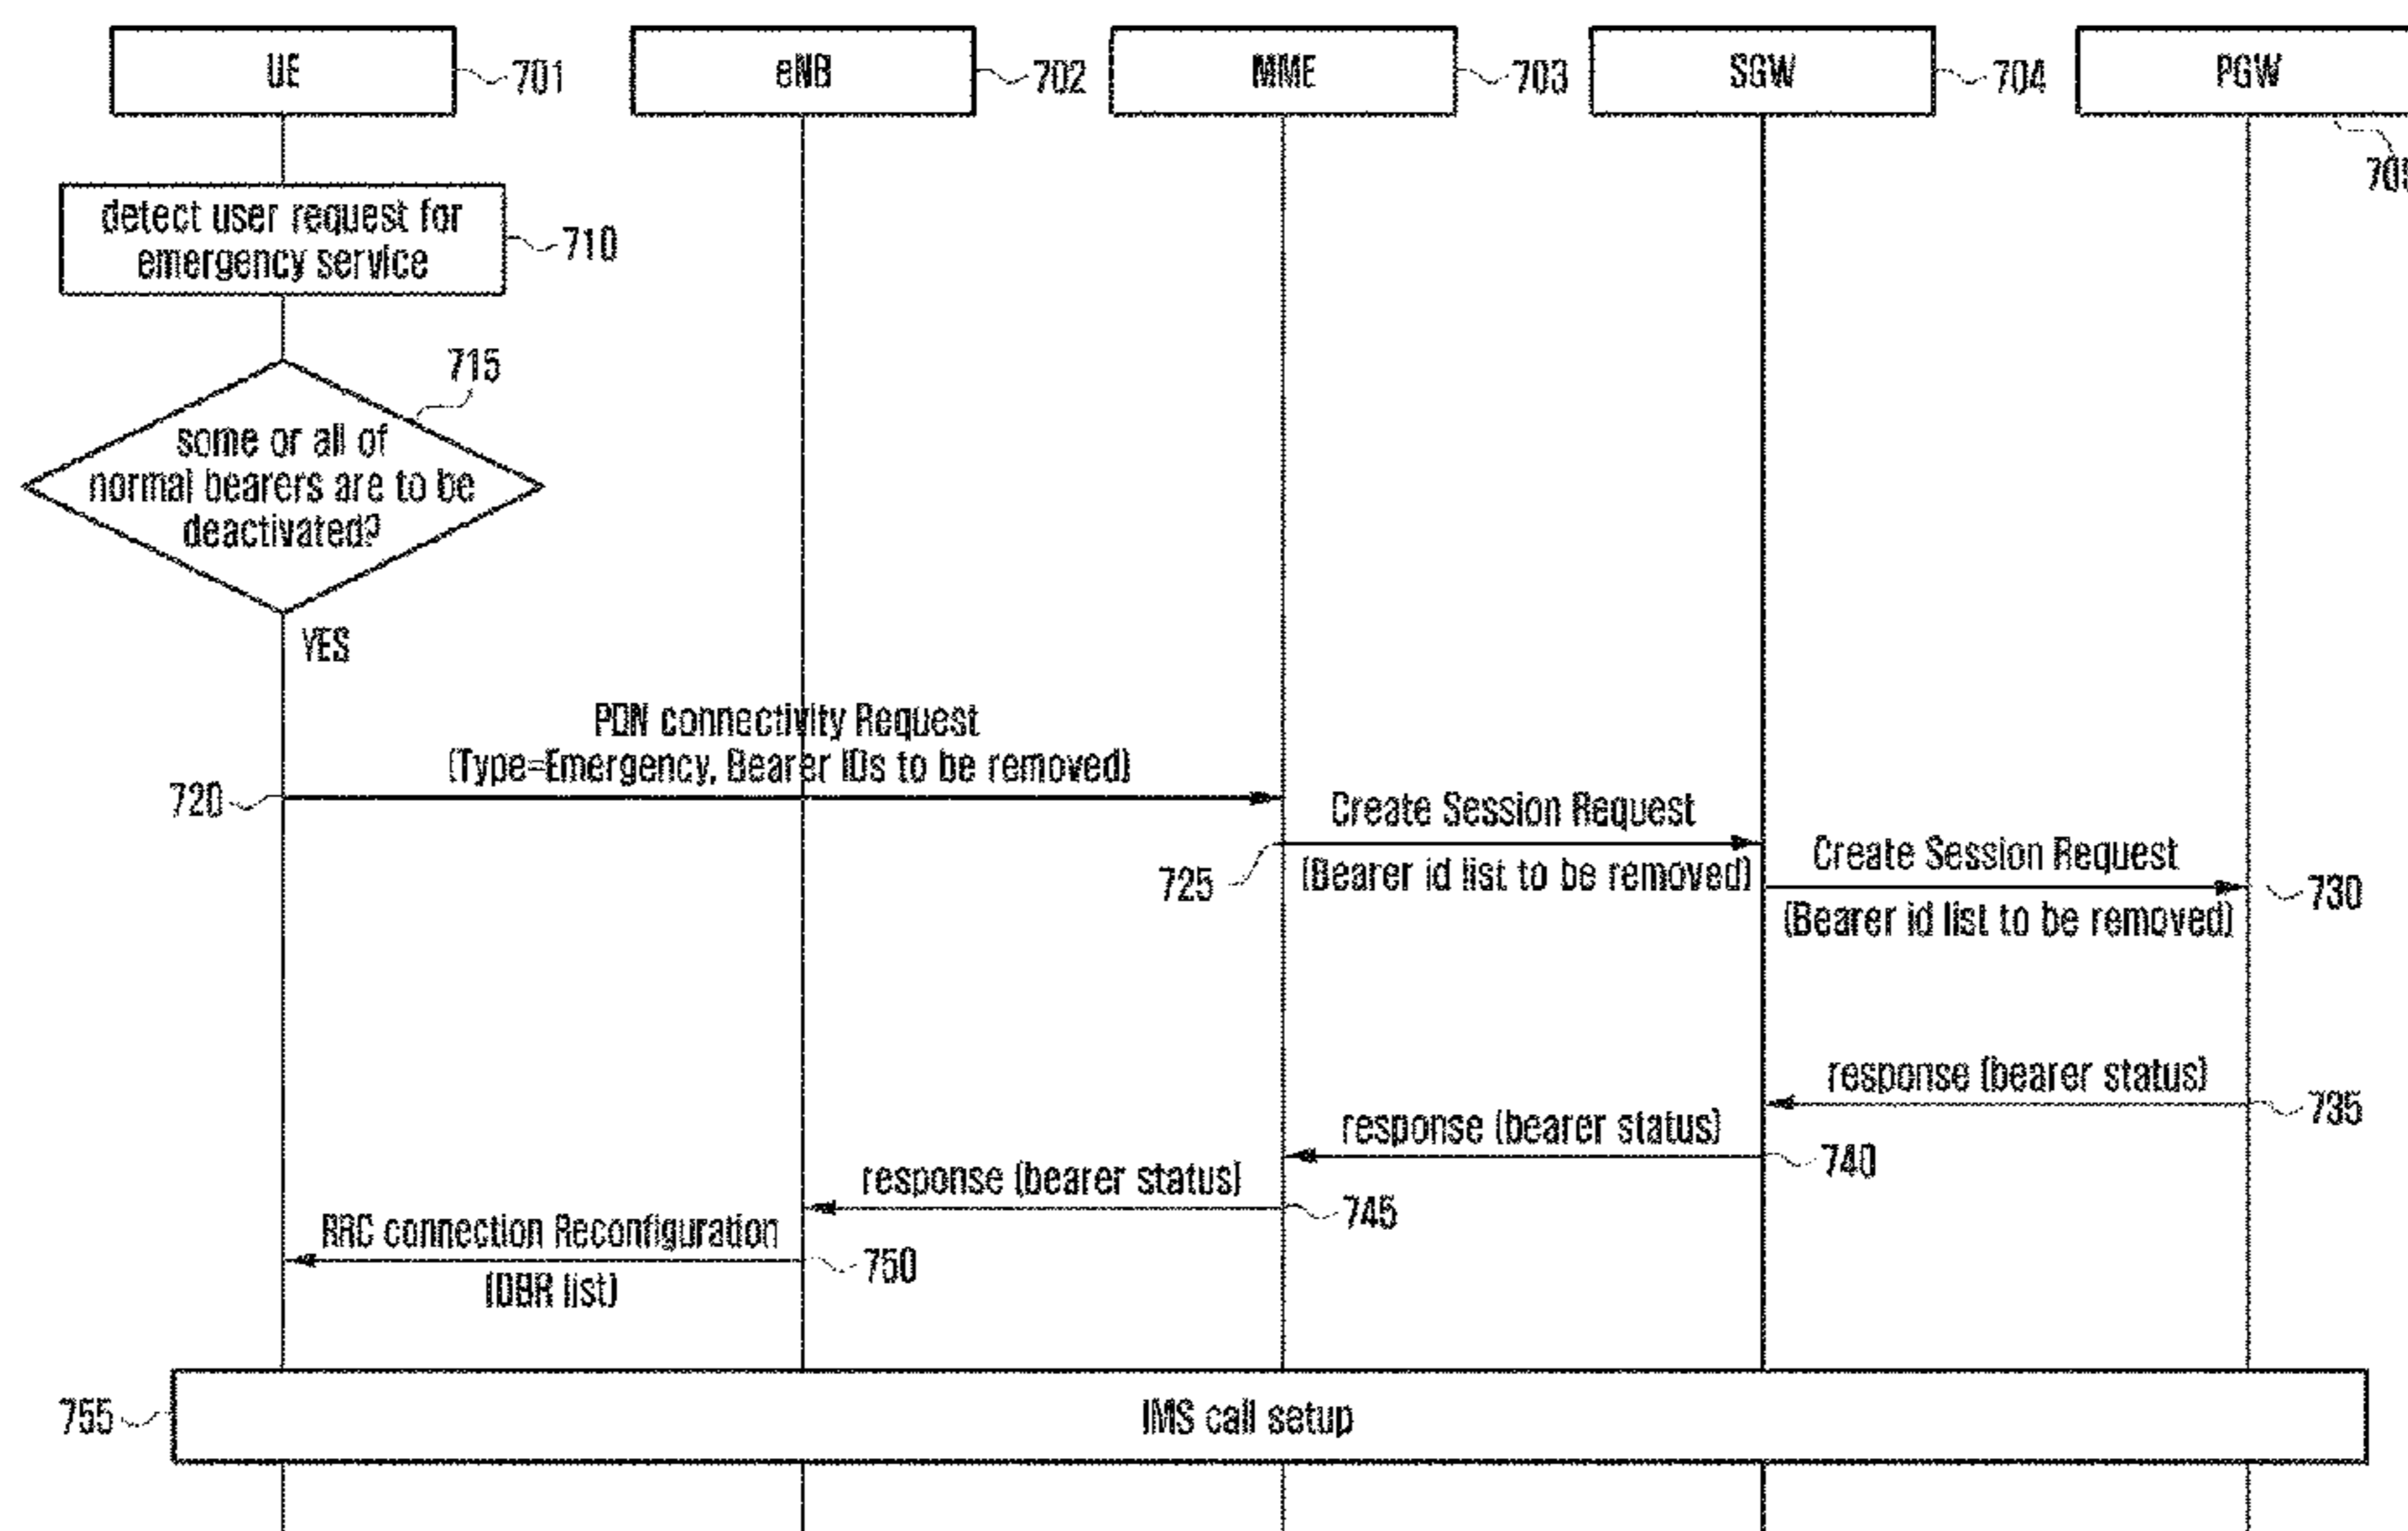 UE
701
eNB
702
MME
703
SGW
704
PGW
detect user request for
emergency service
710
715
some or all of
normal bearers are to be
deactivated?
YES
PDN connectivity Request
(Type=Emergency, Bearer IDs to be removed)
720
Create Session Request
725
(Bearer id list to be removed)
Create Session Request
730
(Bearer id list to be removed)
response (bearer status)
735
response (bearer status)
740
response (bearer status)
745
RRC connection Reconfiguration
750
(DBR list)
755
IMS call setup